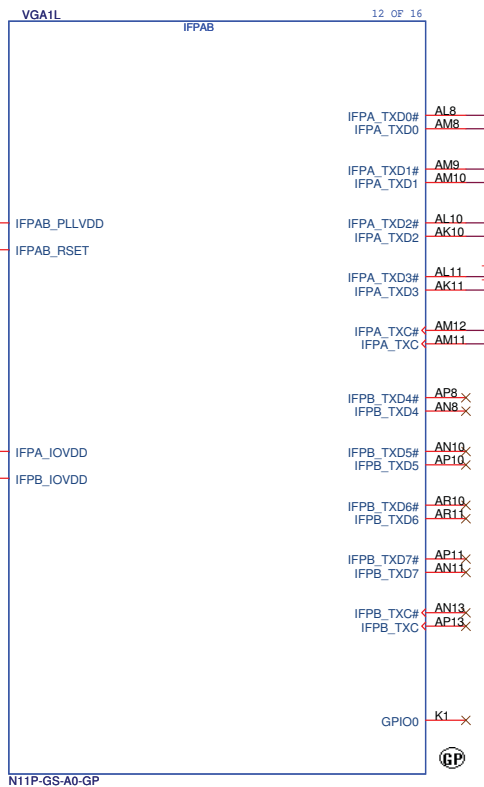 VGA1L
12 OF 16
IFPAB
IFPA_TXD0# AL8
IFPA_TXD0 AM8
IFPA_TXD1# AM9
IFPA_TXD1 AM10
IFPAB_PLLVDD
IFPA_TXD2# AL10
IFPA_TXD2 AK10
IFPAB_RSET
IFPA_TXD3# AL11
IFPA_TXD3 AK11
IFPA_TXC# AM12
IFPA_TXC AM11
IFPB_TXD4# AP8
IFPB_TXD4 AN8
IFPA_IOVDD
IFPB_TXD5# AN10
IFPB_TXD5 AP10
IFPB_IOVDD
IFPB_TXD6# AR10
IFPB_TXD6 AR11
IFPB_TXD7# AP11
IFPB_TXD7 AN11
IFPB_TXC# AN13
IFPB_TXC AP13
GPIO0 K1
GP
N11P-GS-A0-GP